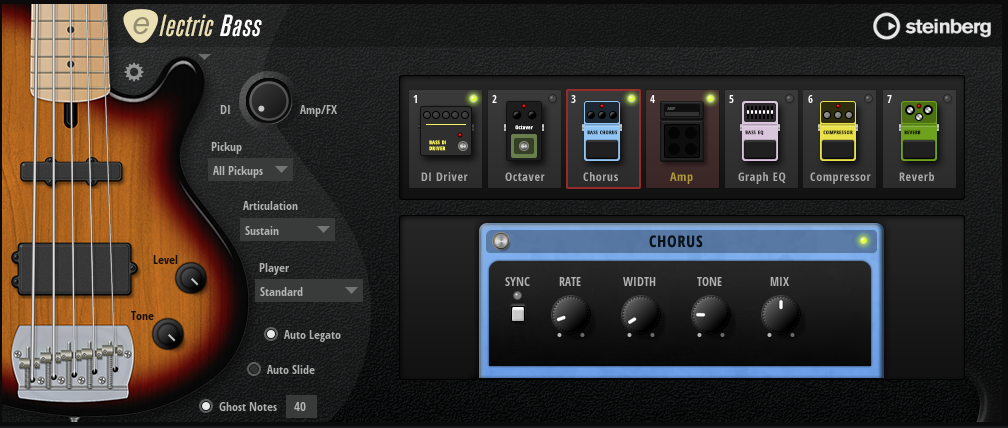 electric Bass
steinberg
DI
Amp/FX
Pickup
All Pickups
Articulation
Sustain
Player
Standard
Level
Tone
Auto Legato
Auto Slide
Ghost Notes 40
1 2 3 4 5 6 7
BASS DI
DRIVER
Octaver
BASS CHORUS
AMP
BASS EQ
COMPRESSOR
REVERB
DI Driver Octaver Chorus Amp Graph EQ Compressor Reverb
CHORUS
SYNC RATE WIDTH TONE MIX